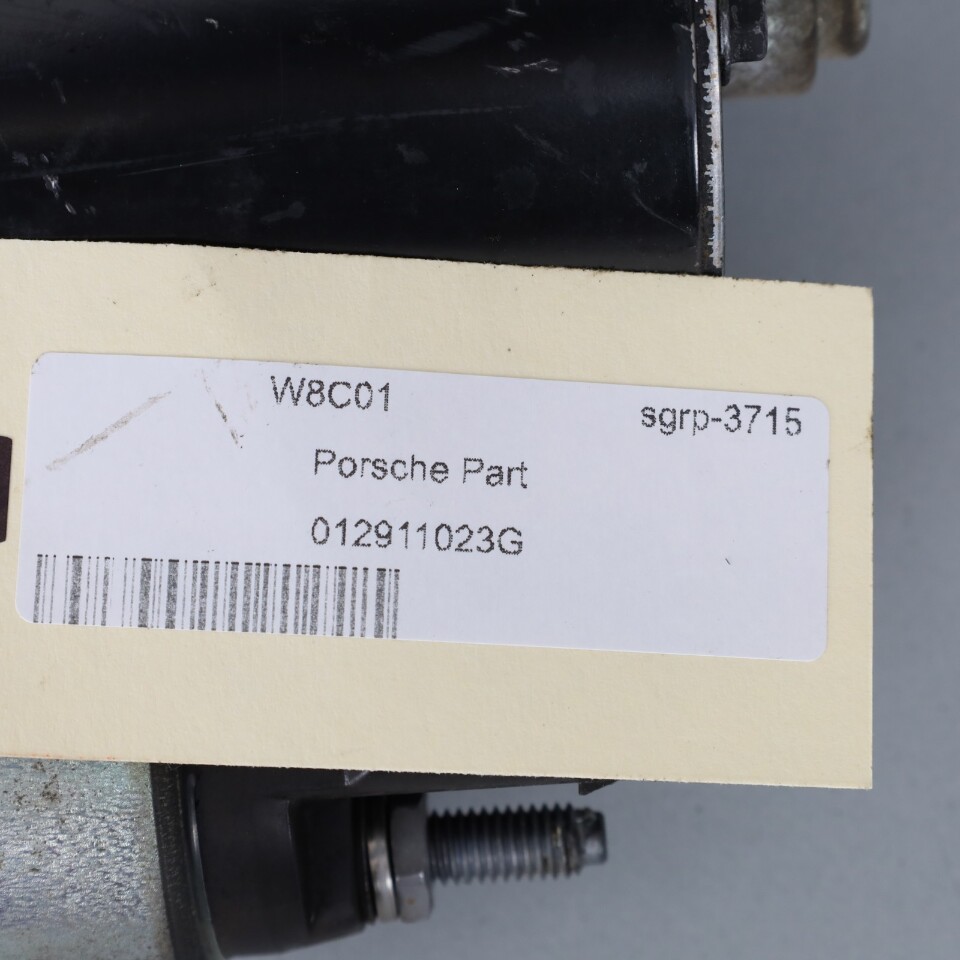 W8C01
sgrp-3715
Porsche Part
012911023G